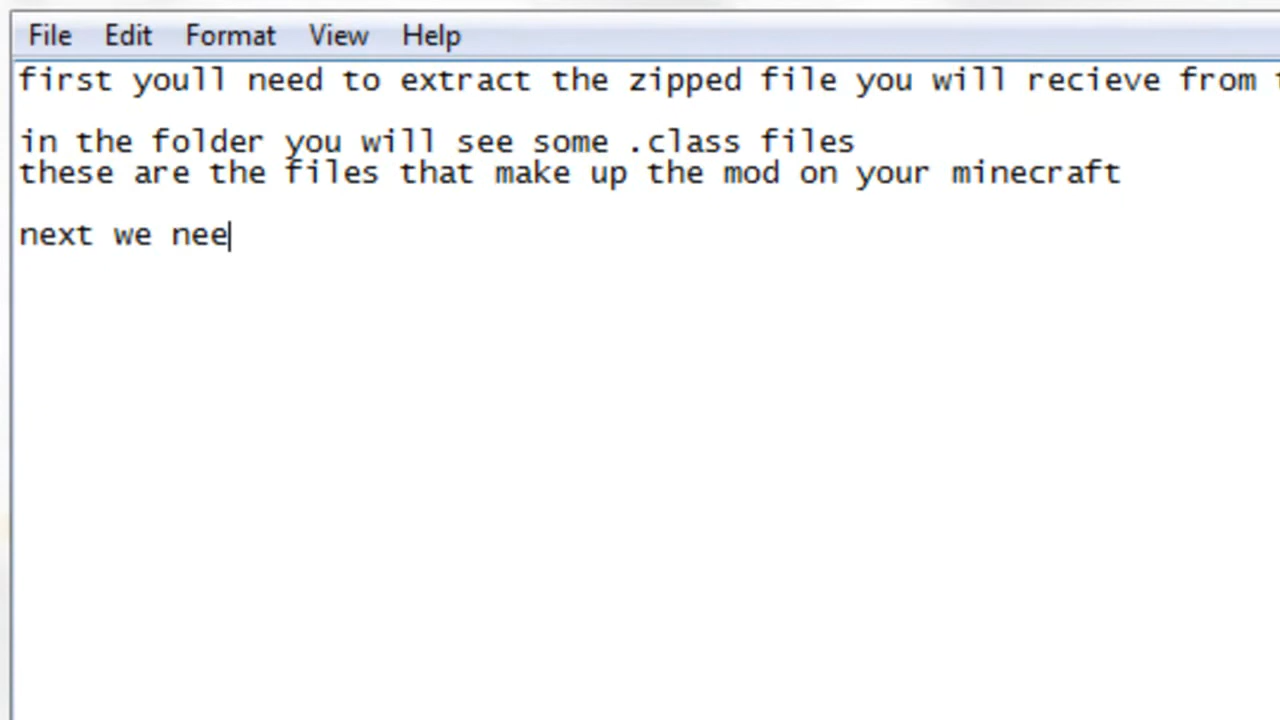 File Edit Format View Help
first youll need to extract the zipped file you will recieve from
in the folder you will see some .class files
these are the files that make up the mod on your minecraft
next we nee